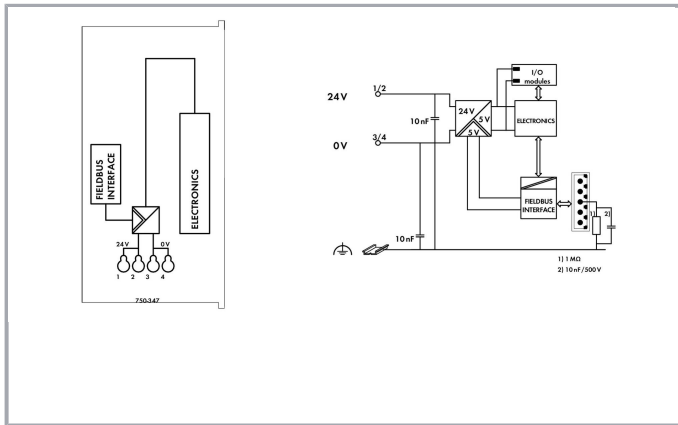 FIELDBUS
INTERFACE
ELECTRONICS
24V 0V
1 2 3 4
750-347
24V
1/2
0V
3/4
10nF
10nF
24V
5V
5V
I/O
modules
ELECTRONICS
FIELDBUS
INTERFACE
1) 2)
1) 1 MΩ
2) 10 nF/500 V